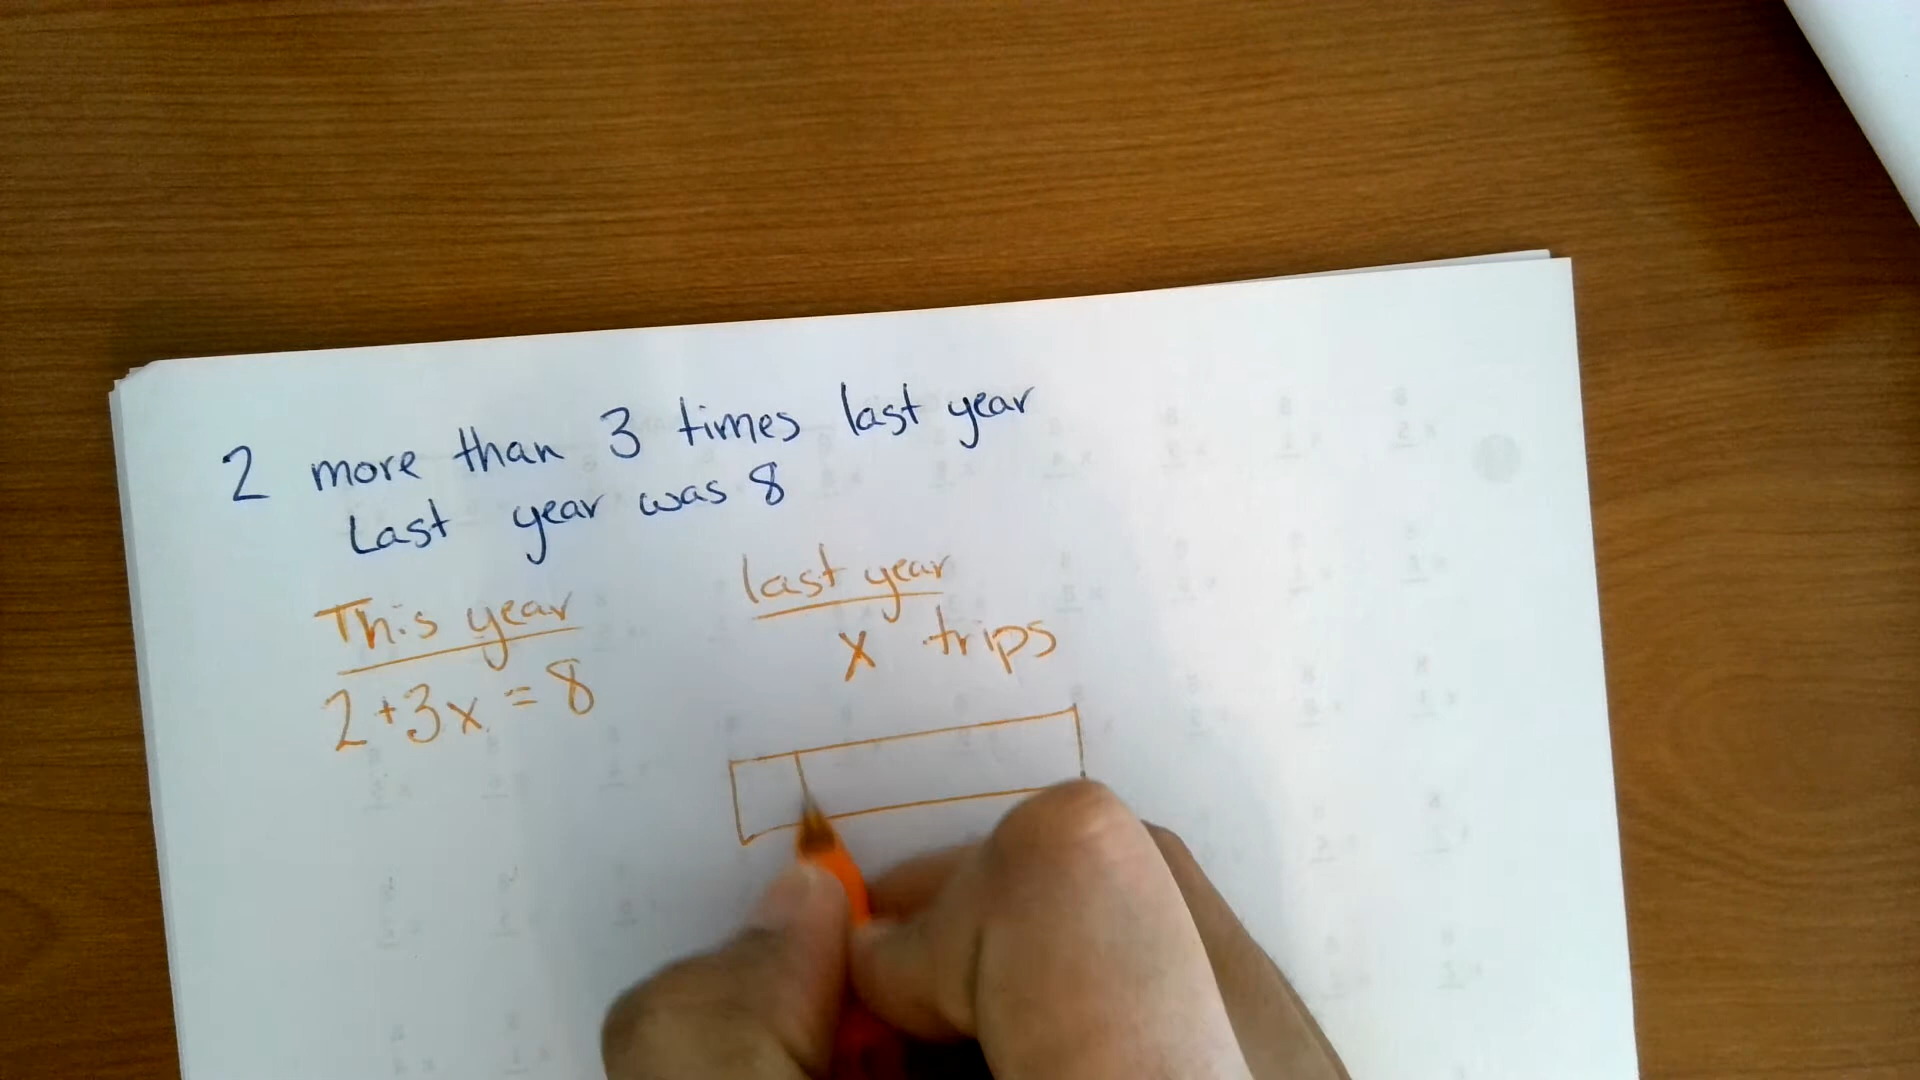 2 more than 3 times last year
Last year was 8
This year
2+3x = 8
last year
x trips